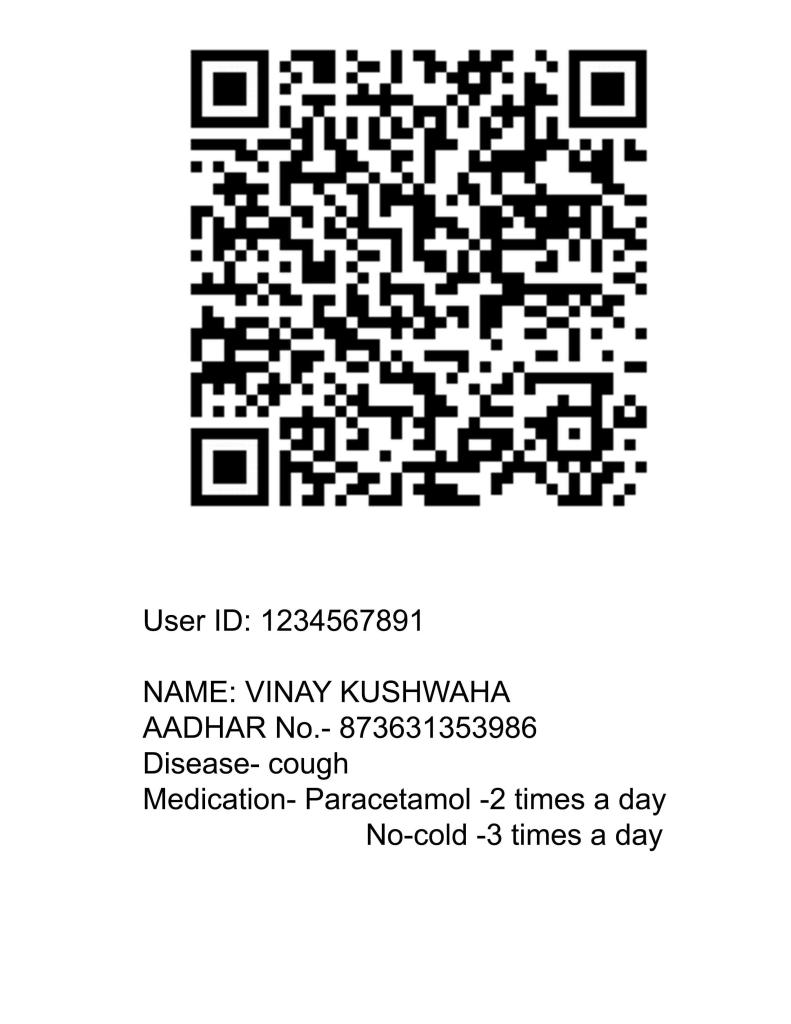 User ID: 1234567891
NAME: VINAY KUSHWAHA
AADHAR No.- 873631353986
Disease- cough
Medication- Paracetamol -2 times a day
No-cold -3 times a day